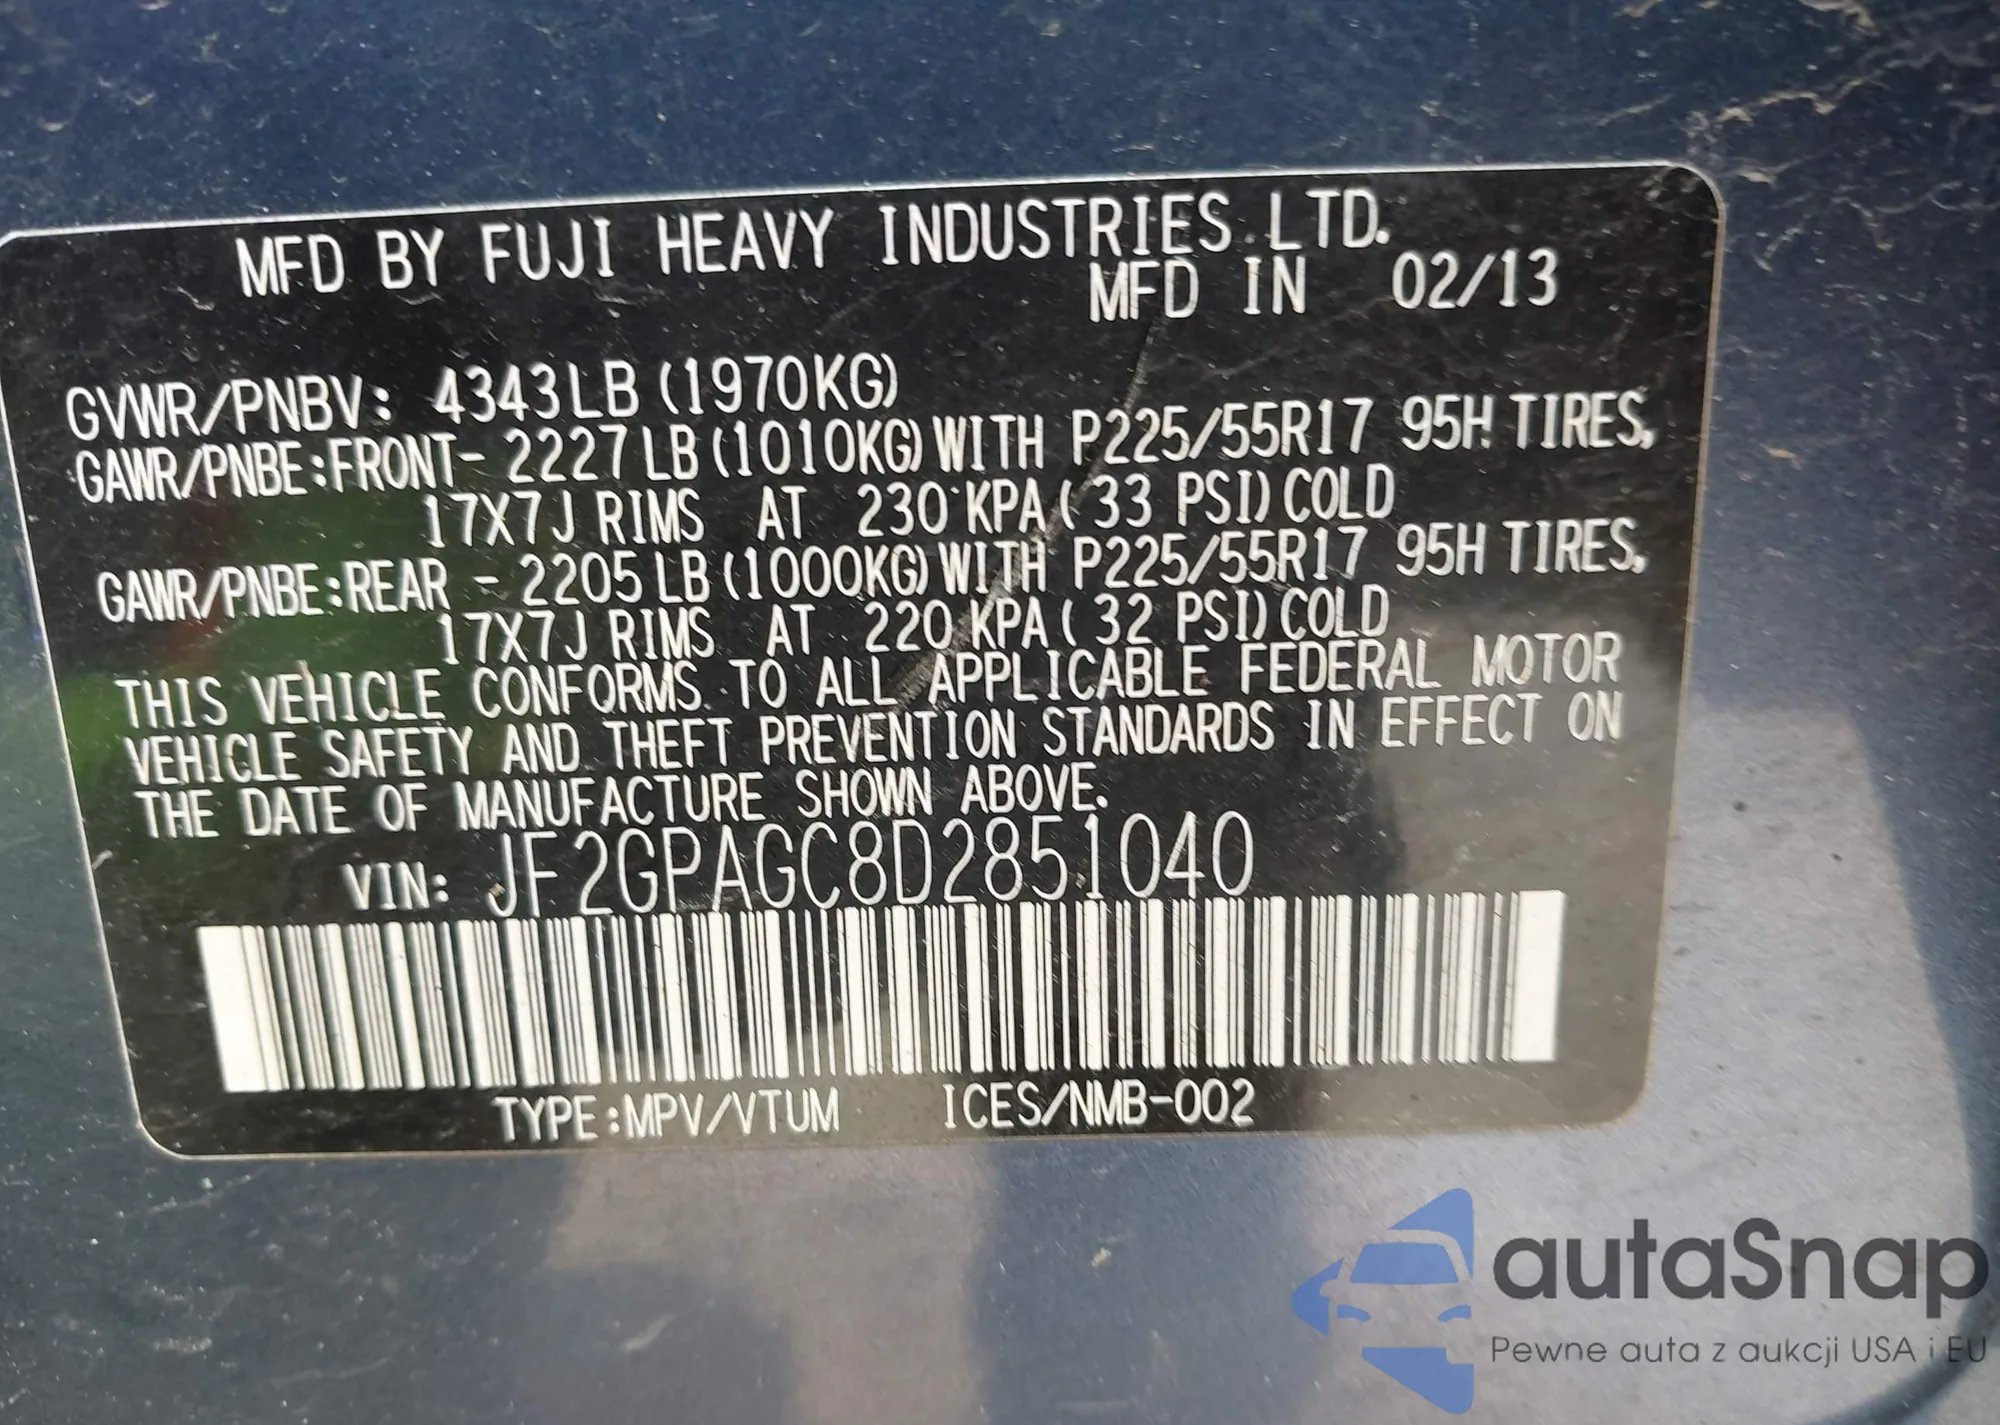 MFD BY FUJI HEAVY INDUSTRIES LTD.
MFD IN 02/13
GVWR/PNBV: 4343LB (1970KG)
GAWR/PNBE:FRONT- 2227LB (1010KG) WITH P225/55R17 95H TIRES,
17X7J RIMS AT 230 KPA ( 33 PSI) COLD
GAWR/PNBE:REAR - 2205LB (1000KG) WITH P225/55R17 95H TIRES,
17X7J RIMS AT 220 KPA ( 32 PSI) COLD
THIS VEHICLE CONFORMS TO ALL APPLICABLE FEDERAL MOTOR
VEHICLE SAFETY AND THEFT PREVENTION STANDARDS IN EFFECT ON
THE DATE OF MANUFACTURE SHOWN ABOVE.
VIN: JF2GPAGC8D2851040
TYPE:MPV/VTUM ICES/NMB-002
autaSnap
Pewne auta z aukcji USA i EU